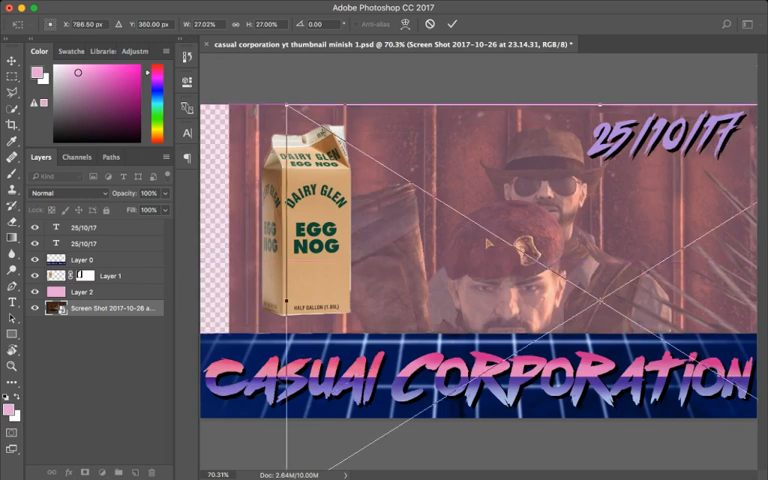 Adobe Photoshop CC 2017
X: 786.50 px
Y: 360.00 px
W: 27.02%
H: 27.00%
0.00
Anti-alias
casual corporation yt thumbnail minish 1.psd @ 70.3% (Screen Shot 2017-10-26 at 23.14.31, RGB/8) *
Color Swatche Librarie Adjustm
Layers Channels Paths
Kind
Normal Opacity: 100%
Lock: Fill: 100%
T 25/10/17
T 25/10/17
Layer 0
Layer 1
Layer 2
Screen Shot 2017-10-26 a...
25/10/17
DAIRY GLEN
EGG NOG
DAIRY GLEN
EGG
NOG
EGG
NOG
HALF GALLON (1.89L)
CASUAL CORPORATION
70.31% Doc: 2.64M/10.00M